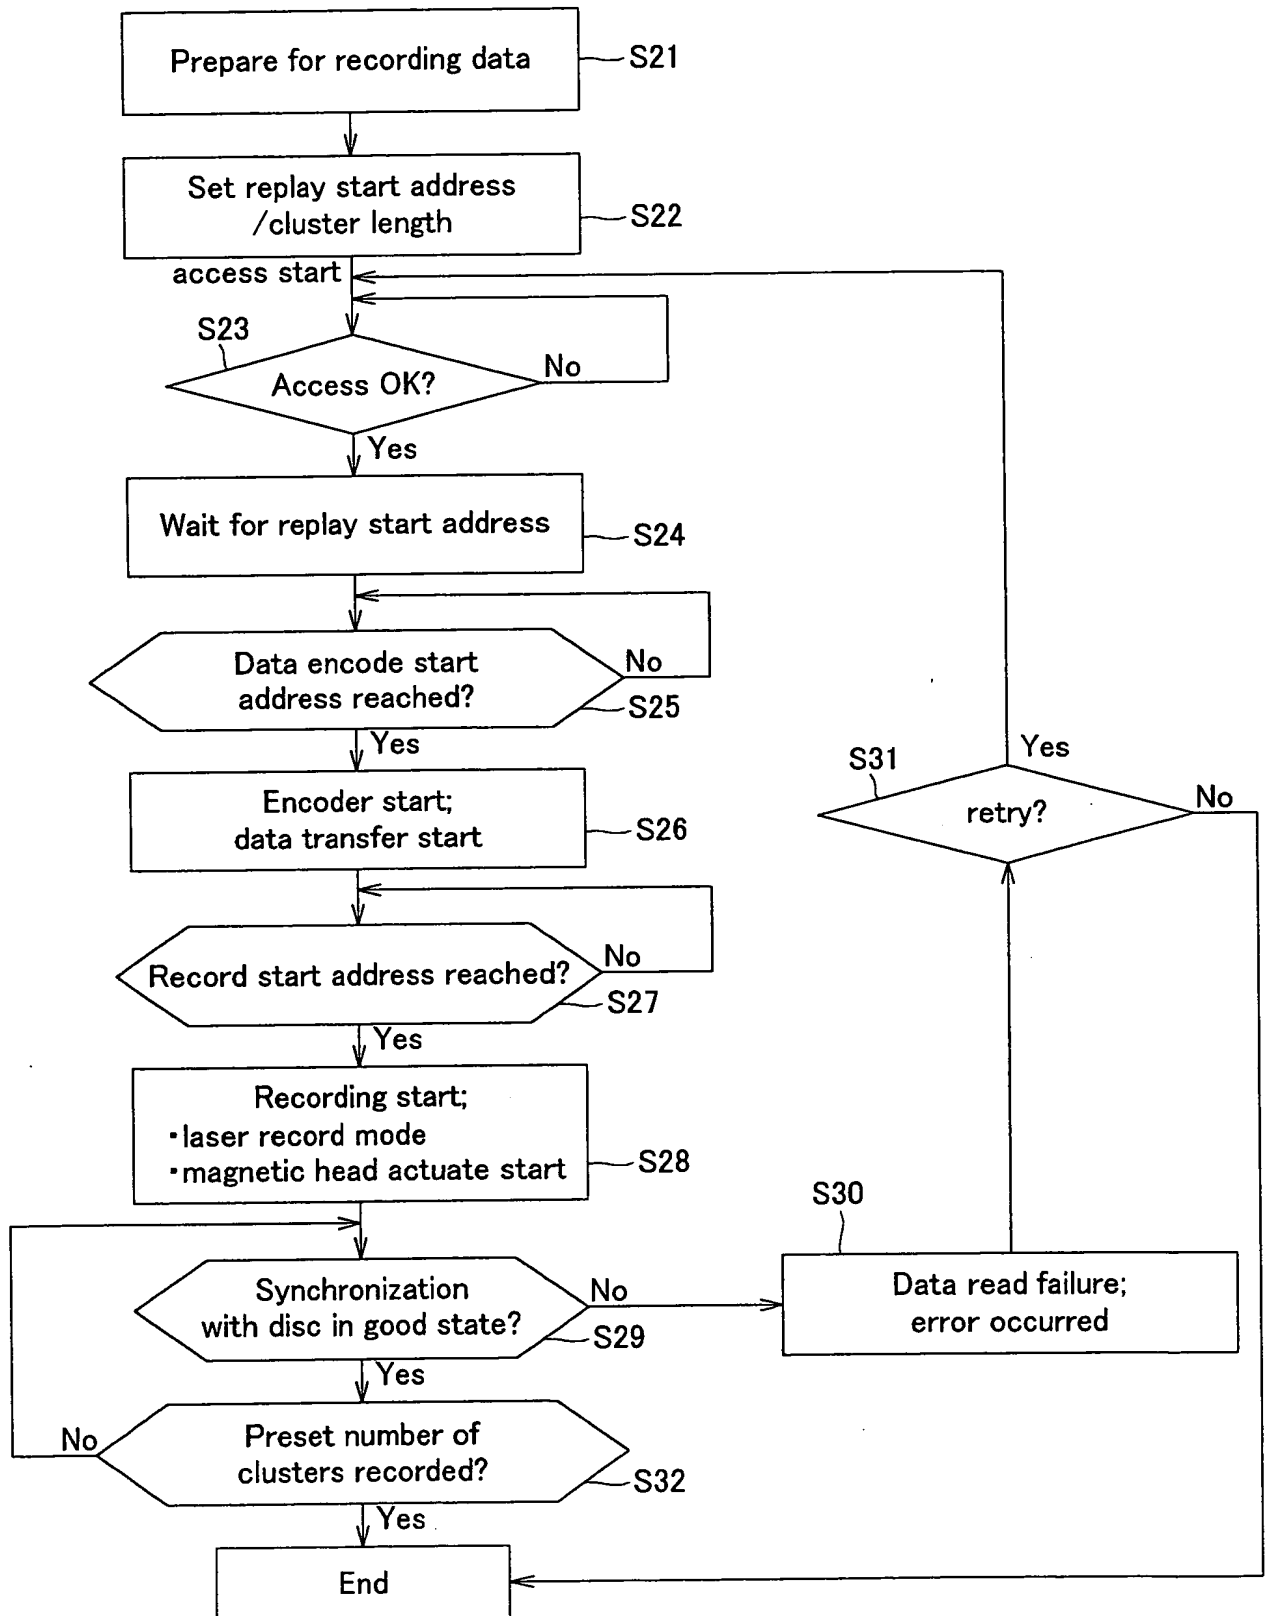 Prepare for recording data
S21
Set replay start address
/cluster length
S22
access start
S23
Access OK?
No
Yes
Wait for replay start address
S24
Data encode start
address reached?
No
S25
Yes
Encoder start;
data transfer start
S26
Record start address reached?
No
S27
Yes
Recording start;
・laser record mode
・magnetic head actuate start
S28
Synchronization
with disc in good state?
No
S29
Yes
S30
Data read failure;
error occurred
S31
retry?
Yes
No
Preset number of
clusters recorded?
No
S32
Yes
End